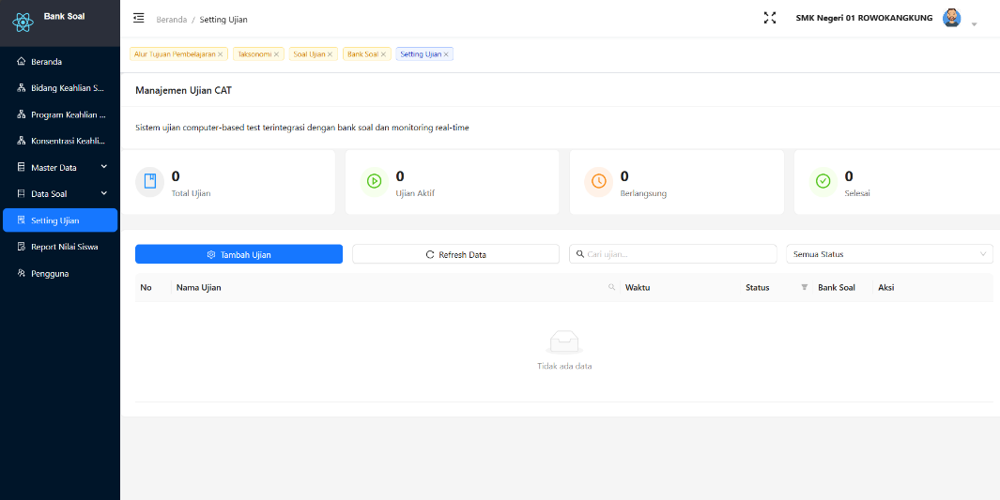 Bank Soal
Beranda / Setting Ujian
SMK Negeri 01 ROWOKANGKUNG
Alur Tujuan Pembelajaran
Taksonomi
Soal Ujian
Bank Soal
Setting Ujian
Beranda
Bidang Keahlian S...
Program Keahlian ...
Konsentrasi Keahli...
Master Data
Data Soal
Setting Ujian
Report Nilai Siswa
Pengguna
Manajemen Ujian CAT
Sistem ujian computer-based test terintegrasi dengan bank soal dan monitoring real-time
0
Total Ujian
0
Ujian Aktif
0
Berlangsung
0
Selesai
Tambah Ujian
Refresh Data
Cari ujian...
Semua Status
No Nama Ujian Waktu Status Bank Soal Aksi
Tidak ada data